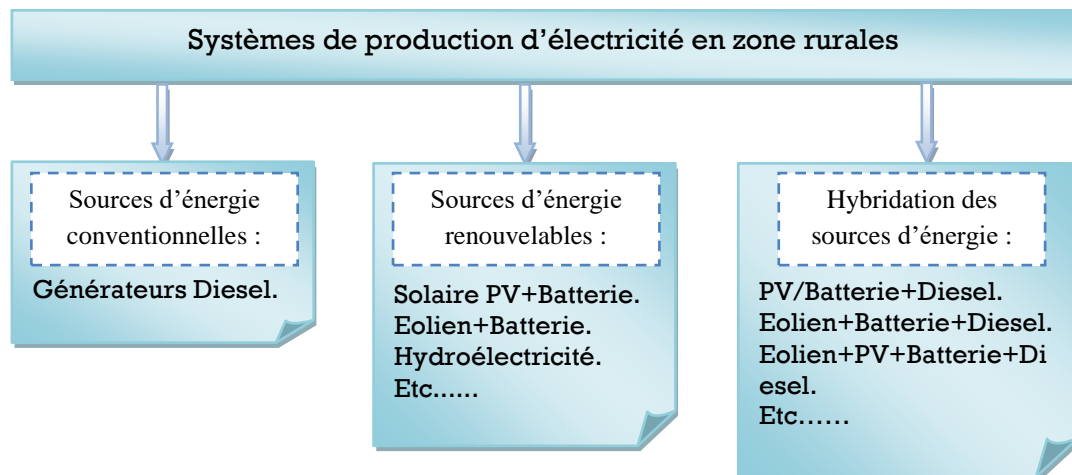 Systèmes de production d'électricité en zone rurales
Sources d'énergie
conventionnelles :
Générateurs Diesel.
Sources d'énergie
renouvelables :
Solaire PV+Batterie.
Eolien+Batterie.
Hydroélectricité.
Etc......
Hybridation des
sources d'énergie :
PV/Batterie+Diesel.
Eolien+Batterie+Diesel.
Eolien+PV+Batterie+Di
esel.
Etc......